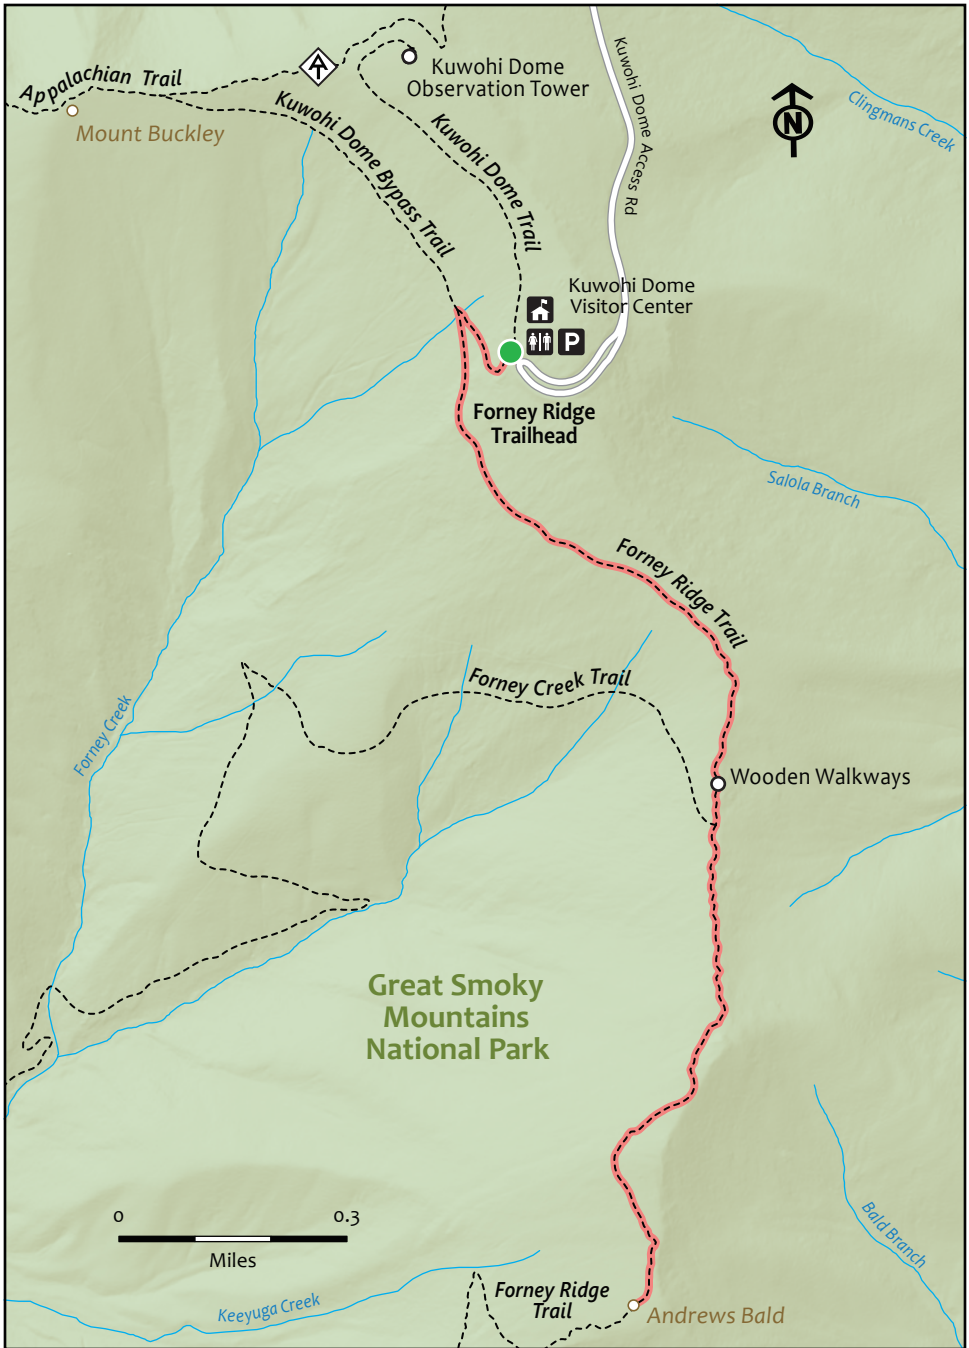 Kuwohi Dome
Observation Tower
Appalachian Trail
Mount Buckley
Kuwohi Dome Bypass Trail
Kuwohi Dome Trail
Kuwohi Dome Access Rd
N
Clingmans Creek
Kuwohi Dome
Visitor Center
P
Forney Ridge
Trailhead
Salola Branch
Forney Ridge Trail
Forney Creek Trail
Forney Creek
Wooden Walkways
Great Smoky
Mountains
National Park
0 0.3
Miles
Bald Branch
Keeyuga Creek
Forney Ridge
Trail
Andrews Bald